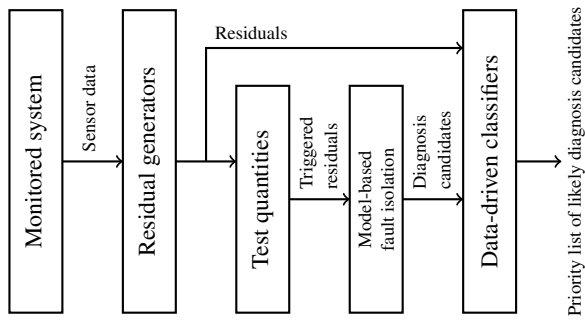 Monitored system
Sensor data
Residual generators
Residuals
Test quantities
Triggered
residuals
Model-based
fault isolation
Diagnosis
candidates
Data-driven classifiers
Priority list of likely diagnosis candidates